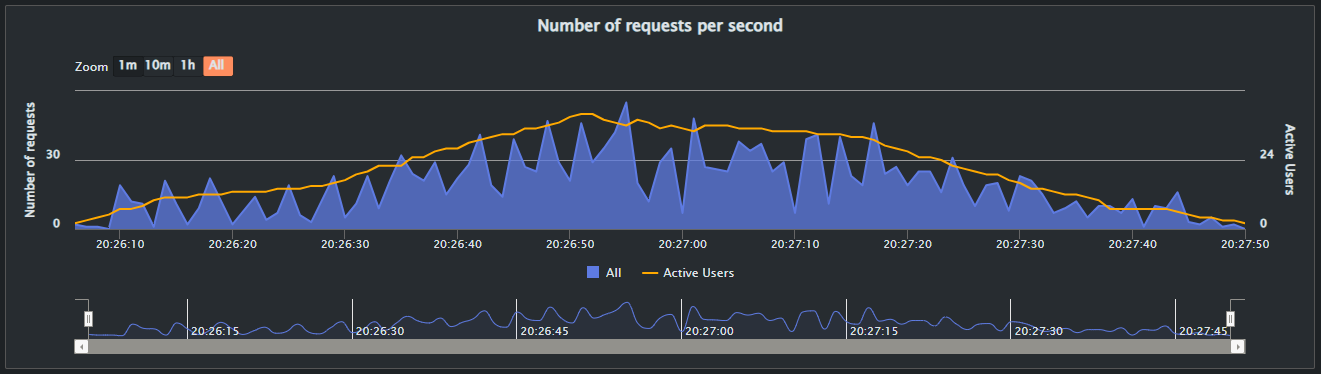 Number of requests per second
Zoom 1m 10m 1h All
Number of requests
30
0
Active Users
24
0
20:26:10 20:26:20 20:26:30 20:26:40 20:26:50 20:27:00 20:27:10 20:27:20 20:27:30 20:27:40 20:27:50
All Active Users
20:26:15 20:26:30 20:26:45 20:27:00 20:27:15 20:27:30 20:27:45